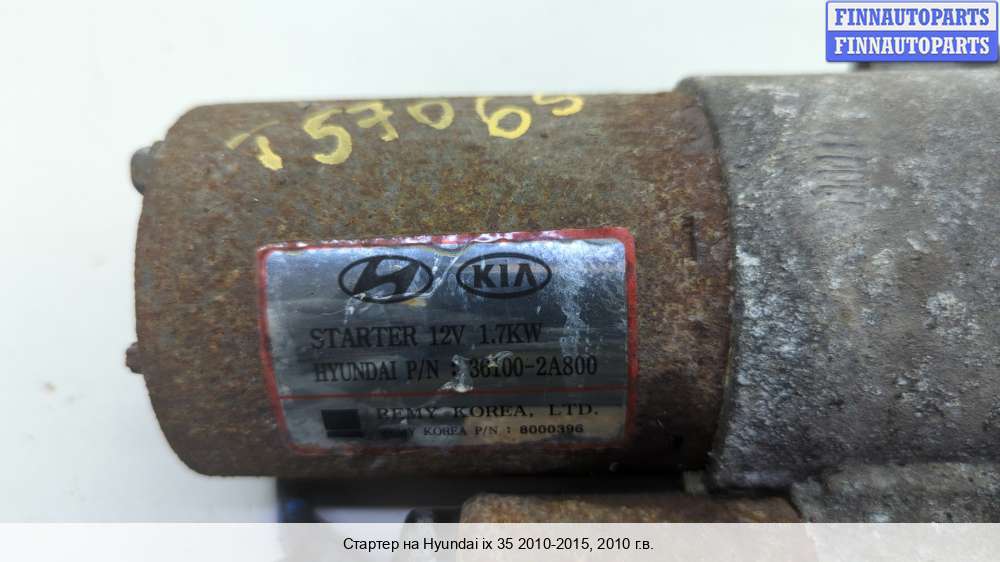 FINNAUTOPARTS
FINNAUTOPARTS
T57065
KIA
STARTER 12V 1.7KW
HYUNDAI P/N : 36100-2A800
REMY KOREA, LTD.
REMY KOREA P/N : 8000396
Стартер на Hyundai ix 35 2010-2015, 2010 г.в.